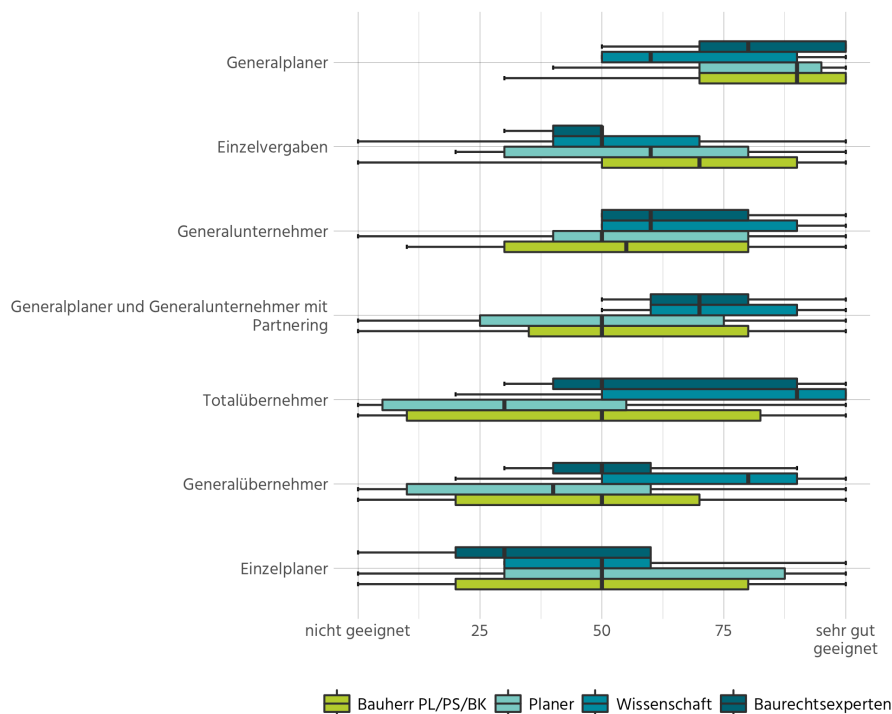 Generalplaner
Einzelvergaben
Generalunternehmer
Generalplaner und Generalunternehmer mit
Partnering
Totalübernehmer
Generalübernehmer
Einzelplaner
nicht geeignet 25 50 75 sehr gut
geeignet
Bauherr PL/PS/BK Planer Wissenschaft Baurechtsexperten